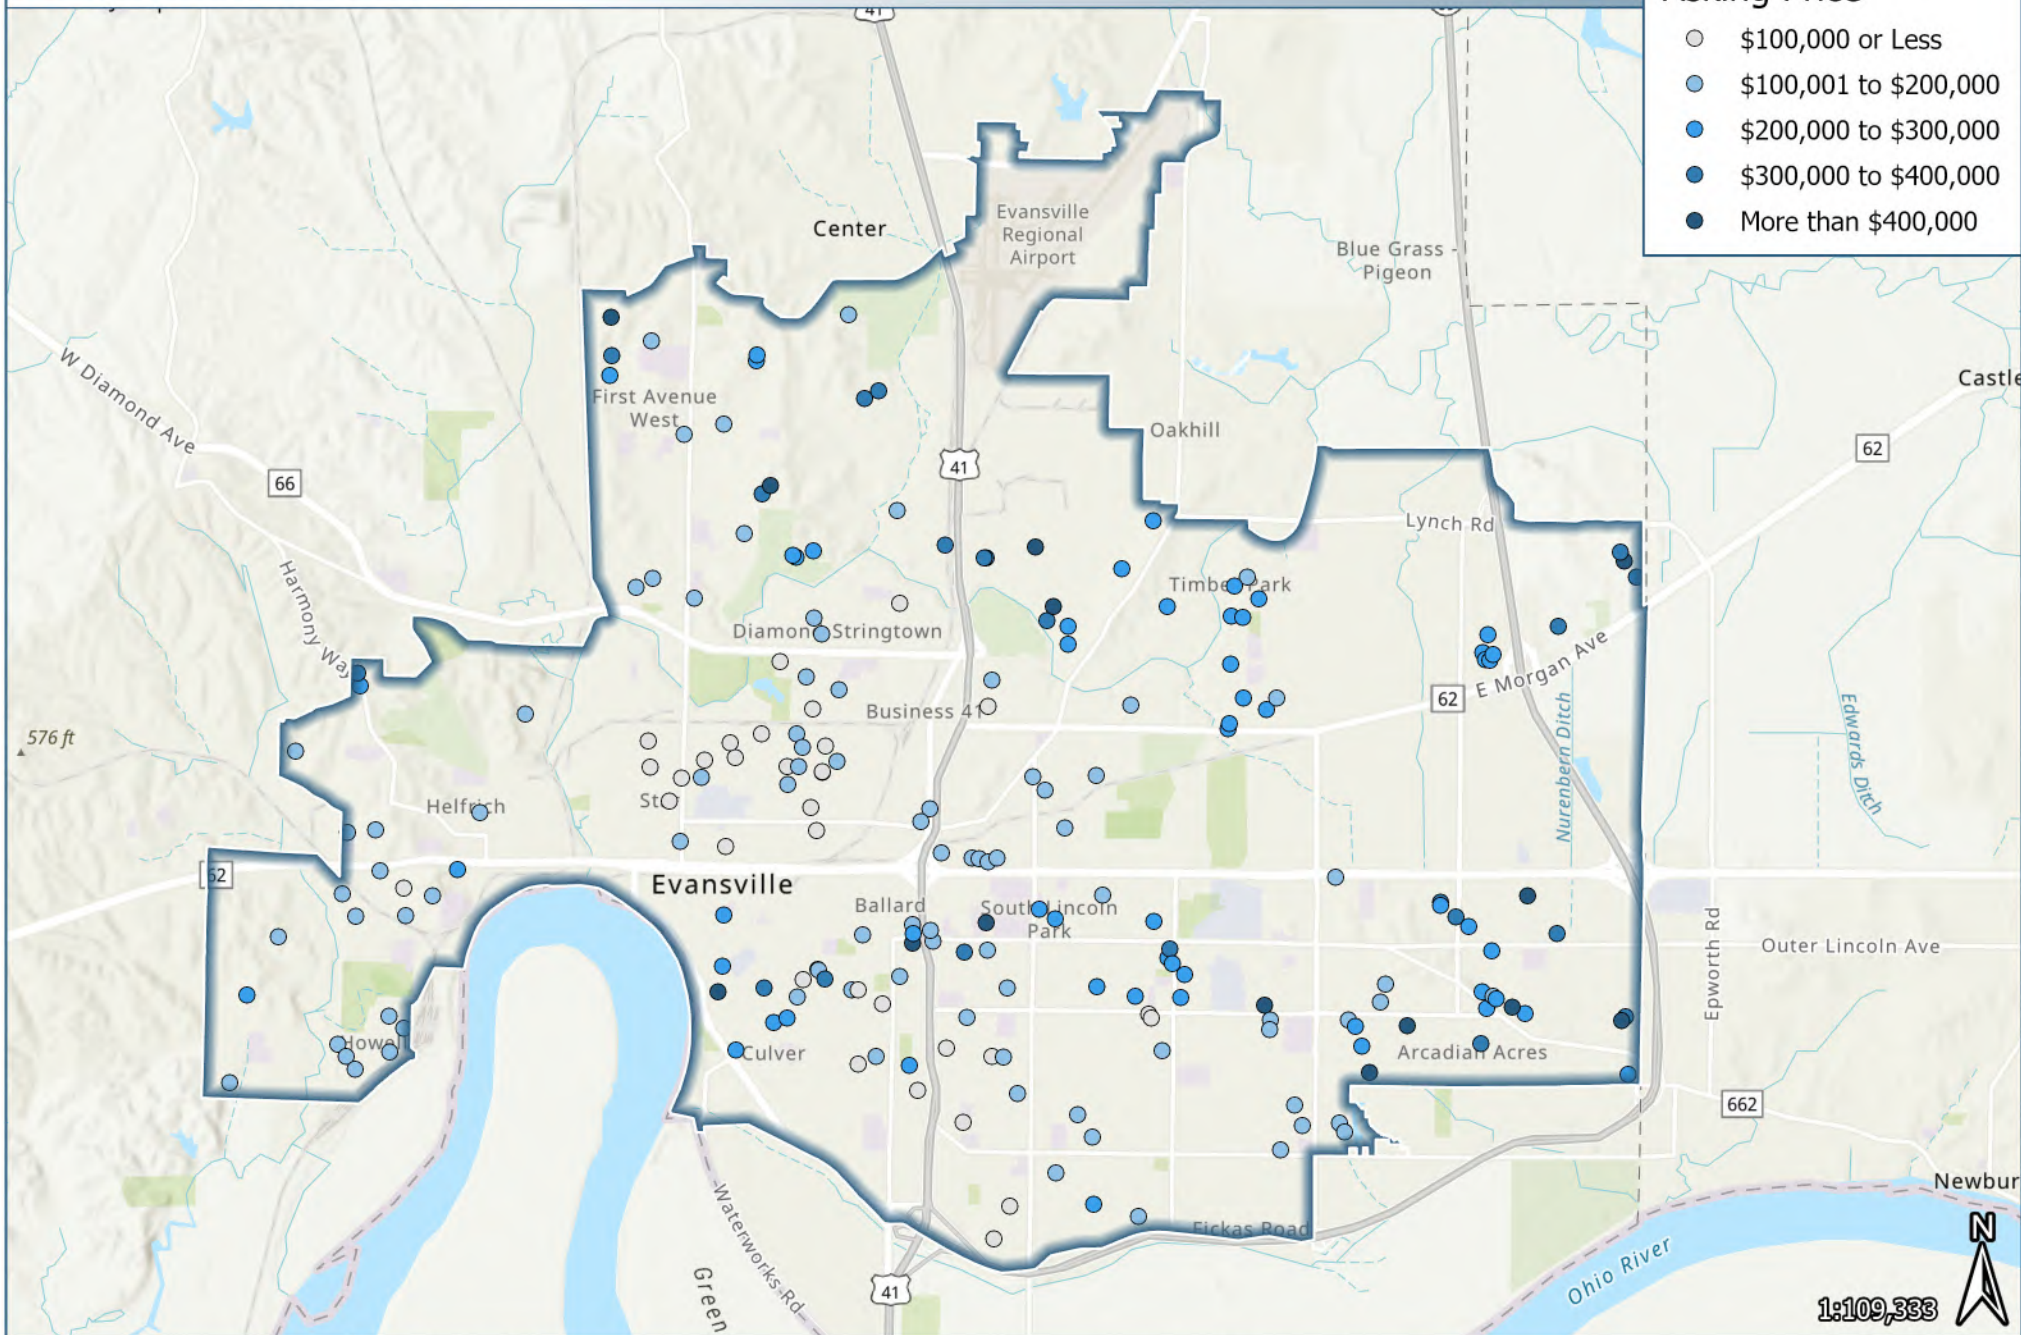 41
Asking Price
$100,000 or Less
$100,001 to $200,000
$200,000 to $300,000
$300,000 to $400,000
More than $400,000
Center
Evansville
Regional
Airport
Blue Grass -
Pigeon
W Diamond Ave
Castle
First Avenue
West
Oakhill
62
41
66
Lynch Rd
Harmony Way
Timber Park
Diamond Stringtown
E Morgan Ave
62
Business 41
576 ft
Nurenbern Ditch
Edwards Ditch
Helfrich
62
Evansville
Ballard
South Lincoln
Park
Epworth Rd
Outer Lincoln Ave
Howell
Culver
Arcadian Acres
662
Newbur
Waterworks Rd
Fickas Road
Green
41
Ohio River
N
1:109,333